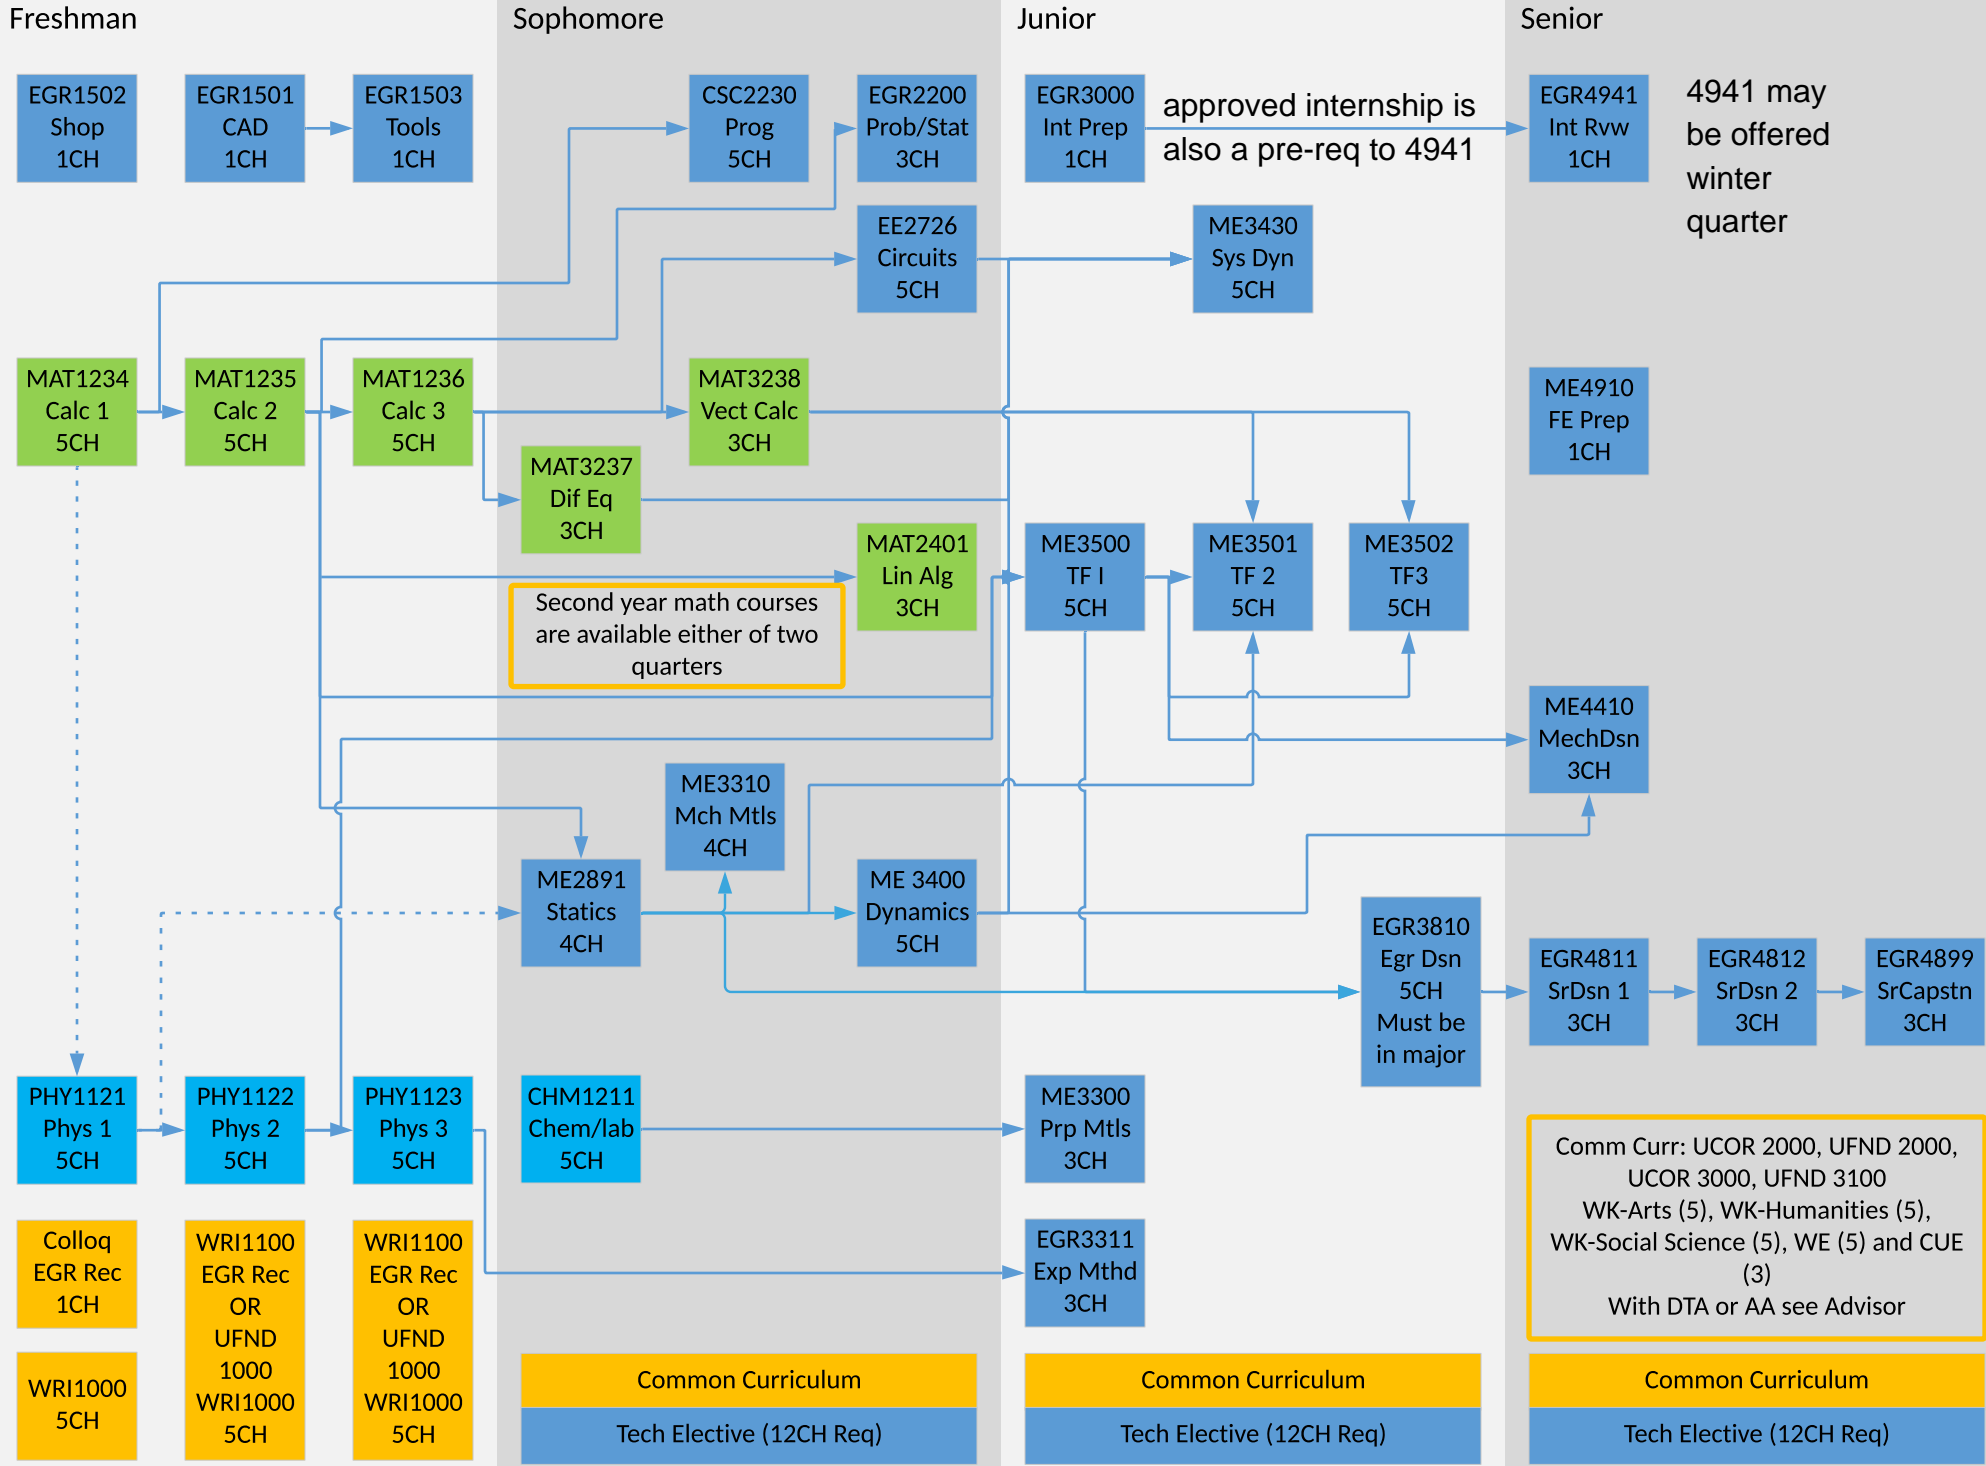 Freshman
Sophomore
Junior
Senior
EGR1502
Shop
1CH
EGR1501
CAD
1CH
EGR1503
Tools
1CH
CSC2230
Prog
5CH
EGR2200
Prob/Stat
3CH
EGR3000
Int Prep
1CH
approved internship is
also a pre-req to 4941
EGR4941
Int Rvw
1CH
4941 may
be offered
winter
quarter
EE2726
Circuits
5CH
ME3430
Sys Dyn
5CH
MAT1234
Calc 1
5CH
MAT1235
Calc 2
5CH
MAT1236
Calc 3
5CH
MAT3238
Vect Calc
3CH
ME4910
FE Prep
1CH
MAT3237
Dif Eq
3CH
MAT2401
Lin Alg
3CH
ME3500
TF I
5CH
ME3501
TF 2
5CH
ME3502
TF3
5CH
Second year math courses
are available either of two
quarters
ME4410
MechDsn
3CH
ME3310
Mch Mtls
4CH
ME2891
Statics
4CH
ME 3400
Dynamics
5CH
EGR3810
Egr Dsn
5CH
Must be
in major
EGR4811
SrDsn 1
3CH
EGR4812
SrDsn 2
3CH
EGR4899
SrCapstn
3CH
PHY1121
Phys 1
5CH
PHY1122
Phys 2
5CH
PHY1123
Phys 3
5CH
CHM1211
Chem/lab
5CH
ME3300
Prp Mtls
3CH
Comm Curr: UCOR 2000, UFND 2000,
UCOR 3000, UFND 3100
WK-Arts (5), WK-Humanities (5),
WK-Social Science (5), WE (5) and CUE
(3)
With DTA or AA see Advisor
Colloq
EGR Rec
1CH
WRI1100
EGR Rec
OR
UFND
1000
WRI1000
5CH
WRI1100
EGR Rec
OR
UFND
1000
WRI1000
5CH
EGR3311
Exp Mthd
3CH
WRI1000
5CH
Common Curriculum
Tech Elective (12CH Req)
Common Curriculum
Tech Elective (12CH Req)
Common Curriculum
Tech Elective (12CH Req)